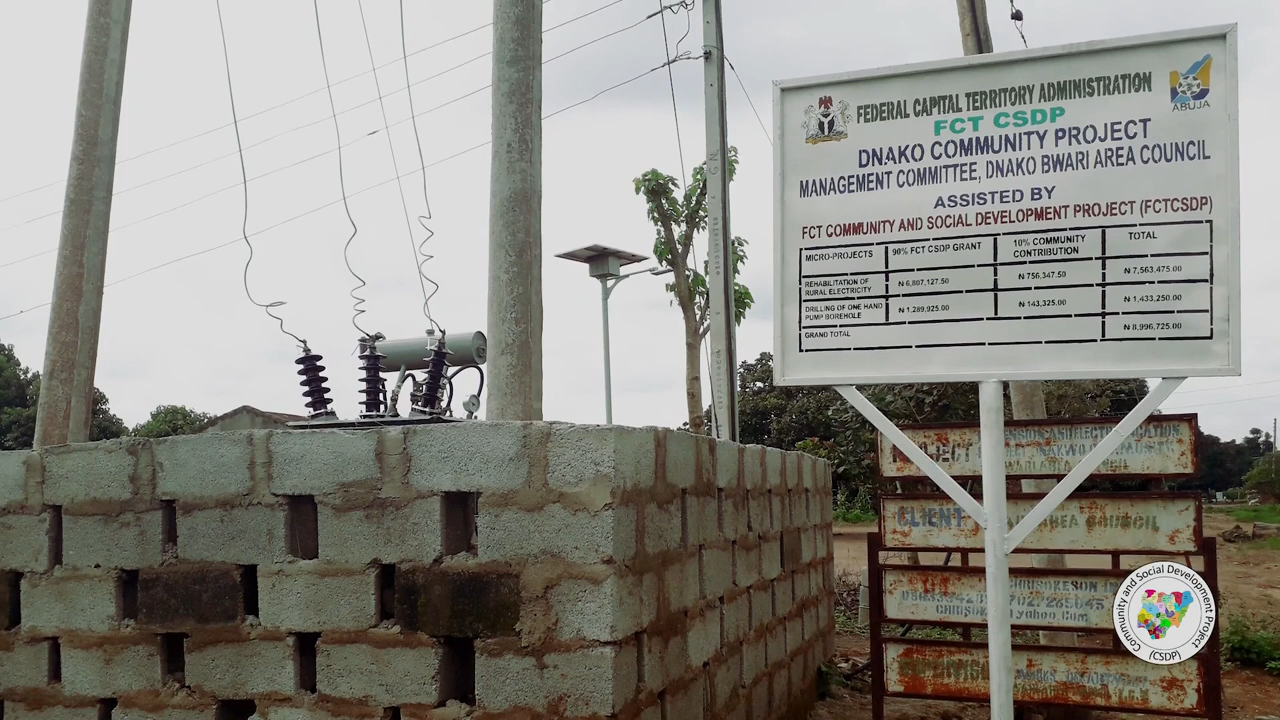 FEDERAL CAPITAL TERRITORY ADMINISTRATION
ABUJA
FCT CSDP
DNAKO COMMUNITY PROJECT
MANAGEMENT COMMITTEE, DNAKO BWARI AREA COUNCIL
ASSISTED BY
FCT COMMUNITY AND SOCIAL DEVELOPMENT PROJECT (FCTCSDP)
MICRO-PROJECTS 90% FCT CSDP GRANT 10% COMMUNITY CONTRIBUTION TOTAL
REHABILITATION OF RURAL ELECTRICITY ₦ 6,807,127.50 ₦ 756,347.50 ₦ 7,563,475.00
DRILLING OF ONE HAND PUMP BOREHOLE ₦ 1,289,925.00 ₦ 143,325.00 ₦ 1,433,250.00
GRAND TOTAL ₦ 8,996,725.00
CLIENT AREA COUNCIL
Community and Social Development Project
(CSDP)